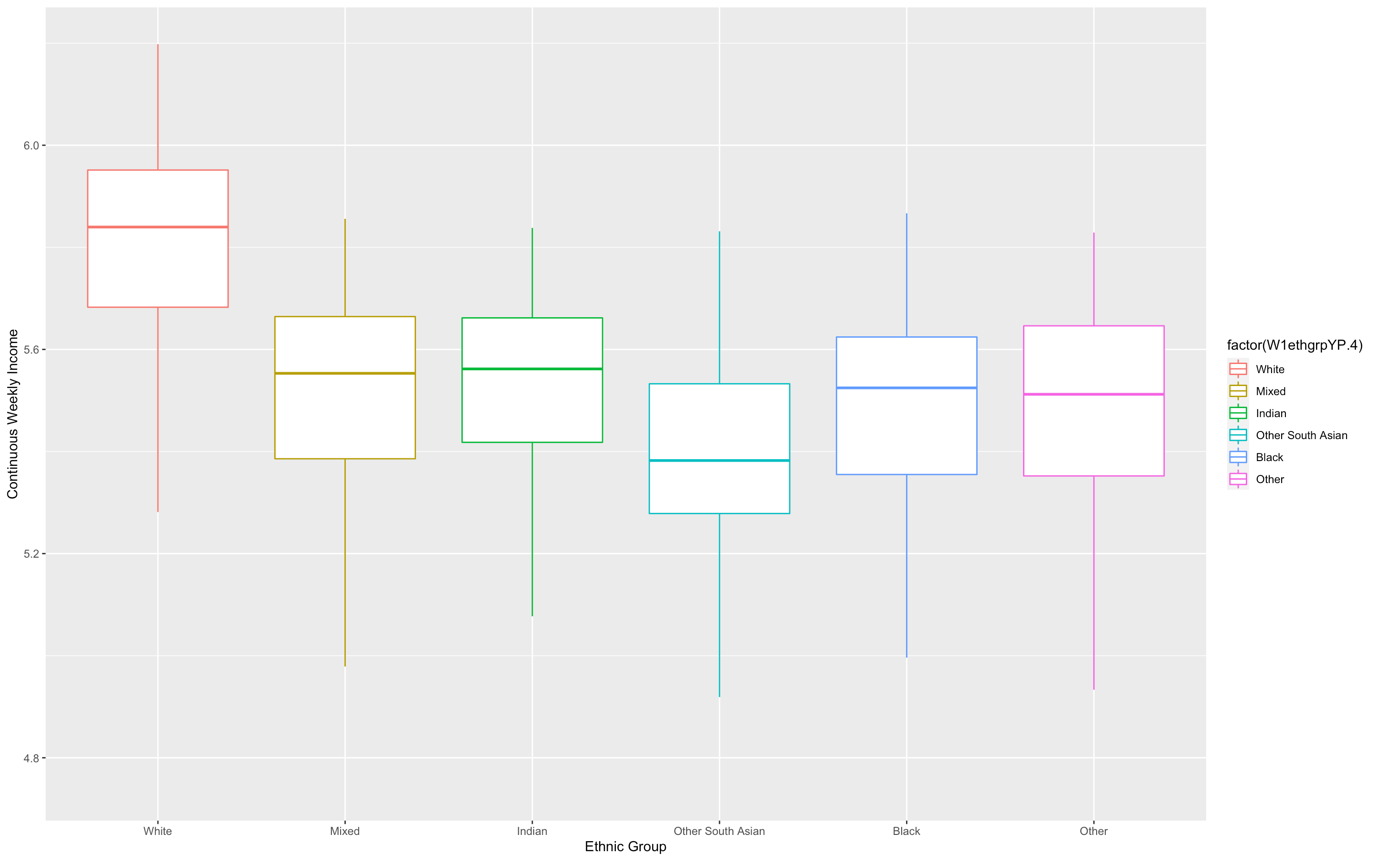 Continuous Weekly Income
6.0
5.6
5.2
4.8
White Mixed Indian Other South Asian Black Other
Ethnic Group
factor(W1ethgrpYP.4)
White
Mixed
Indian
Other South Asian
Black
Other